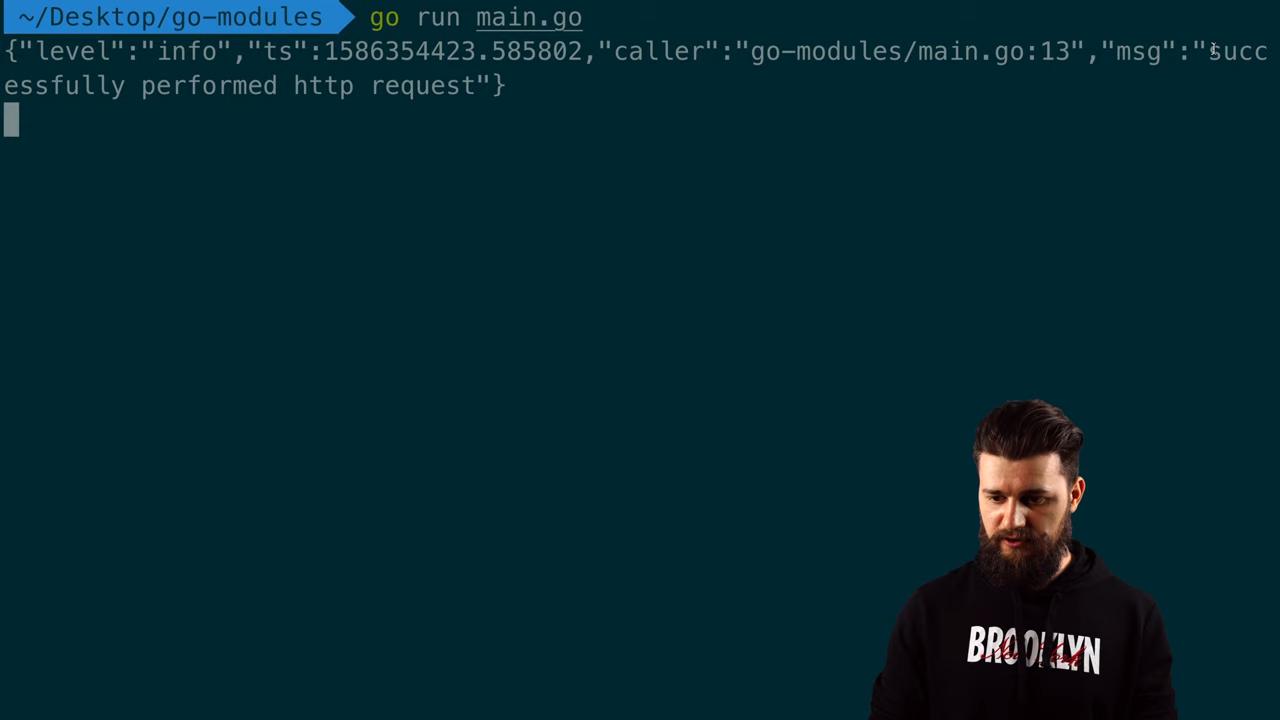 ~/Desktop/go-modules go run main.go
{"level":"info","ts":1586354423.585802,"caller":"go-modules/main.go:13","msg":"succ
essfully performed http request"}
BROOKLYN